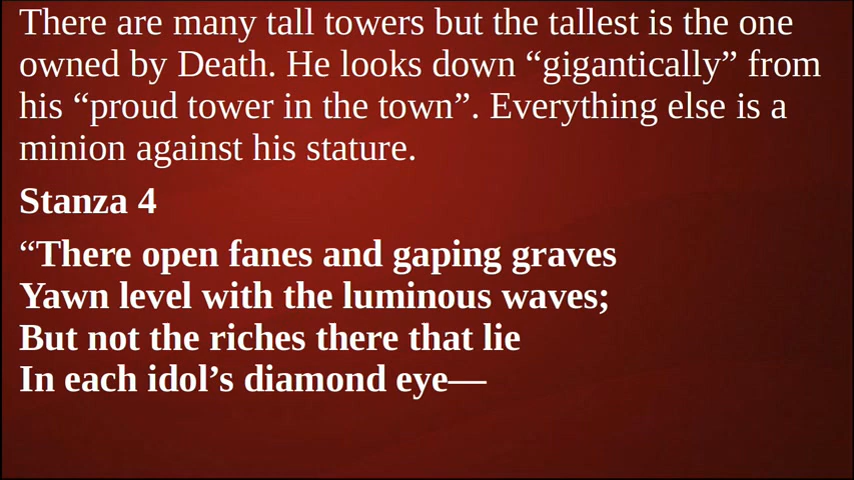 There are many tall towers but the tallest is the one
owned by Death. He looks down “gigantically” from
his “proud tower in the town”. Everything else is a
minion against his stature.
Stanza 4
“There open fanes and gaping graves
Yawn level with the luminous waves;
But not the riches there that lie
In each idol’s diamond eye—